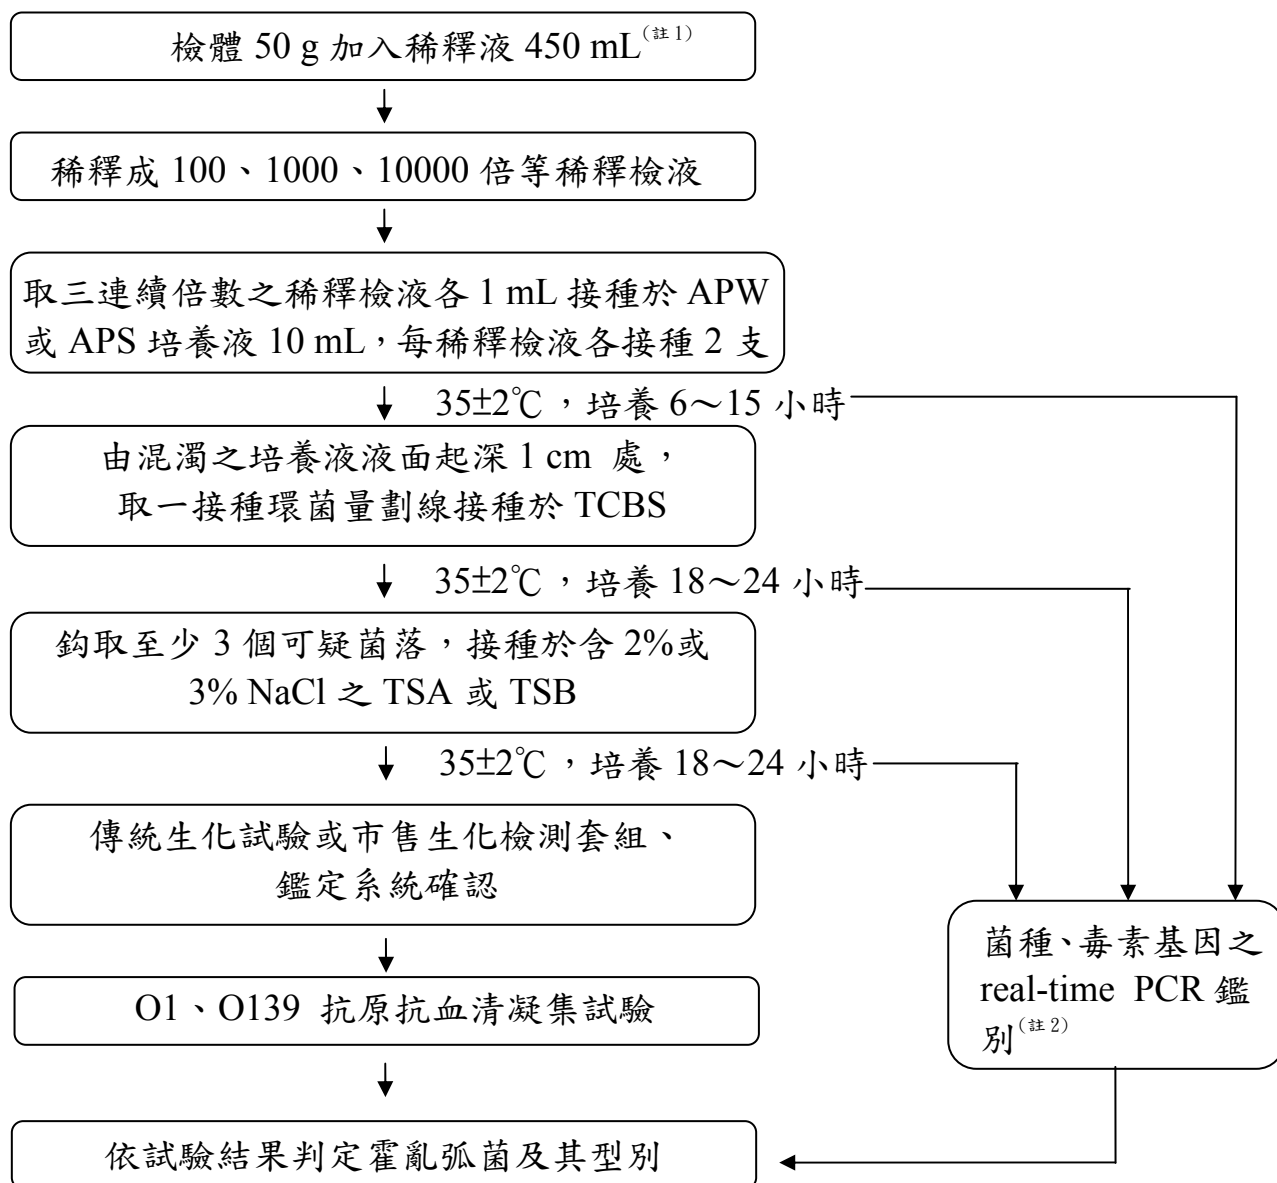 檢體 50 g 加入稀釋液 450 mL(註1)
稀釋成 100、1000、10000 倍等稀釋檢液
取三連續倍數之稀釋檢液各 1 mL 接種於 APW
或 APS 培養液 10 mL，每稀釋檢液各接種 2 支
35±2℃，培養 6～15 小時
由混濁之培養液液面起深 1 cm 處，
取一接種環菌量劃線接種於 TCBS
35±2℃，培養 18～24 小時
鈎取至少 3 個可疑菌落，接種於含 2%或
3% NaCl 之 TSA 或 TSB
35±2℃，培養 18～24 小時
傳統生化試驗或市售生化檢測套組、
鑑定系統確認
O1、O139 抗原抗血清凝集試驗
菌種、毒素基因之
real-time PCR 鑑
別(註2)
依試驗結果判定霍亂弧菌及其型別